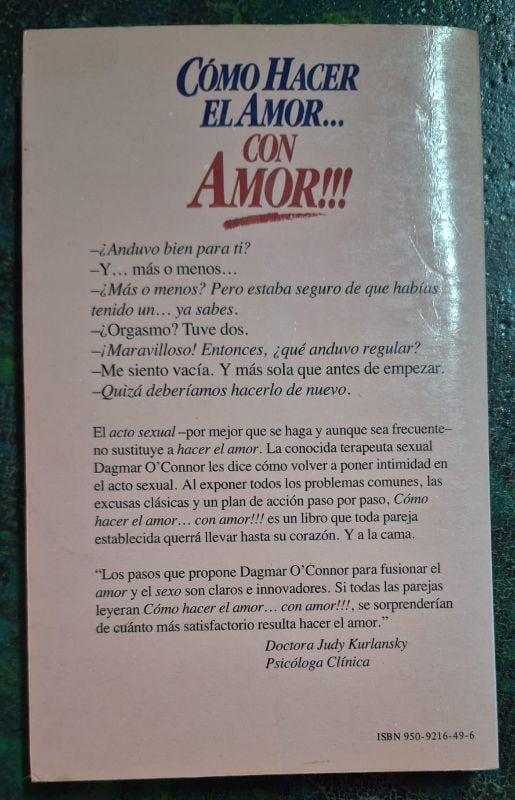 CÓMO HACER
EL AMOR...
CON
AMOR!!!
–¿Anduvo bien para ti?
–Y... más o menos...
–¿Más o menos? Pero estaba seguro de que habías
tenido un... ya sabes.
–¿Orgasmo? Tuve dos.
–¡Maravilloso! Entonces, ¿qué anduvo regular?
–Me siento vacía. Y más sola que antes de empezar.
–Quizá deberíamos hacerlo de nuevo.
El acto sexual –por mejor que se haga y aunque sea frecuente–
no sustituye a hacer el amor. La conocida terapeuta sexual
Dagmar O'Connor les dice cómo volver a poner intimidad en
el acto sexual. Al exponer todos los problemas comunes, las
excusas clásicas y un plan de acción paso por paso, Cómo
hacer el amor... con amor!!! es un libro que toda pareja
establecida querrá llevar hasta su corazón. Y a la cama.
"Los pasos que propone Dagmar O'Connor para fusionar el
amor y el sexo son claros e innovadores. Si todas las parejas
leyeran Cómo hacer el amor... con amor!!!, se sorprenderían
de cuánto más satisfactorio resulta hacer el amor."
Doctora Judy Kurlansky
Psicóloga Clínica
ISBN 950-9216-49-6